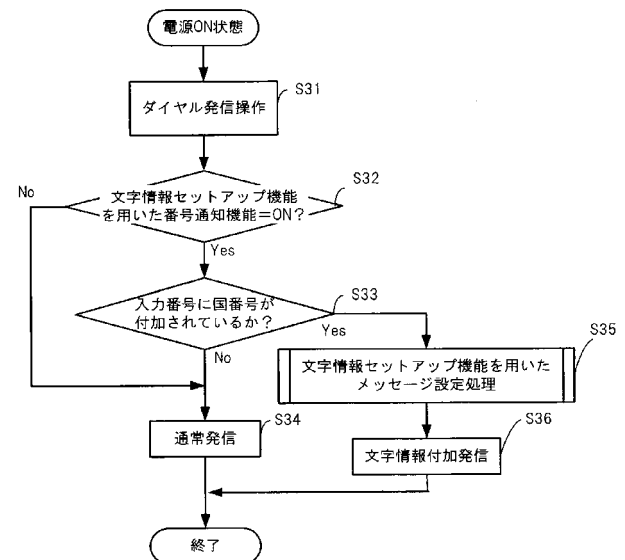 電源ON状態
ダイヤル発信操作
S31
文字情報セットアップ機能
を用いた番号通知機能=ON?
S32
No
Yes
入力番号に国番号が
付加されているか?
S33
Yes
No
文字情報セットアップ機能を用いた
メッセージ設定処理
S35
通常発信
S34
文字情報付加発信
S36
終了